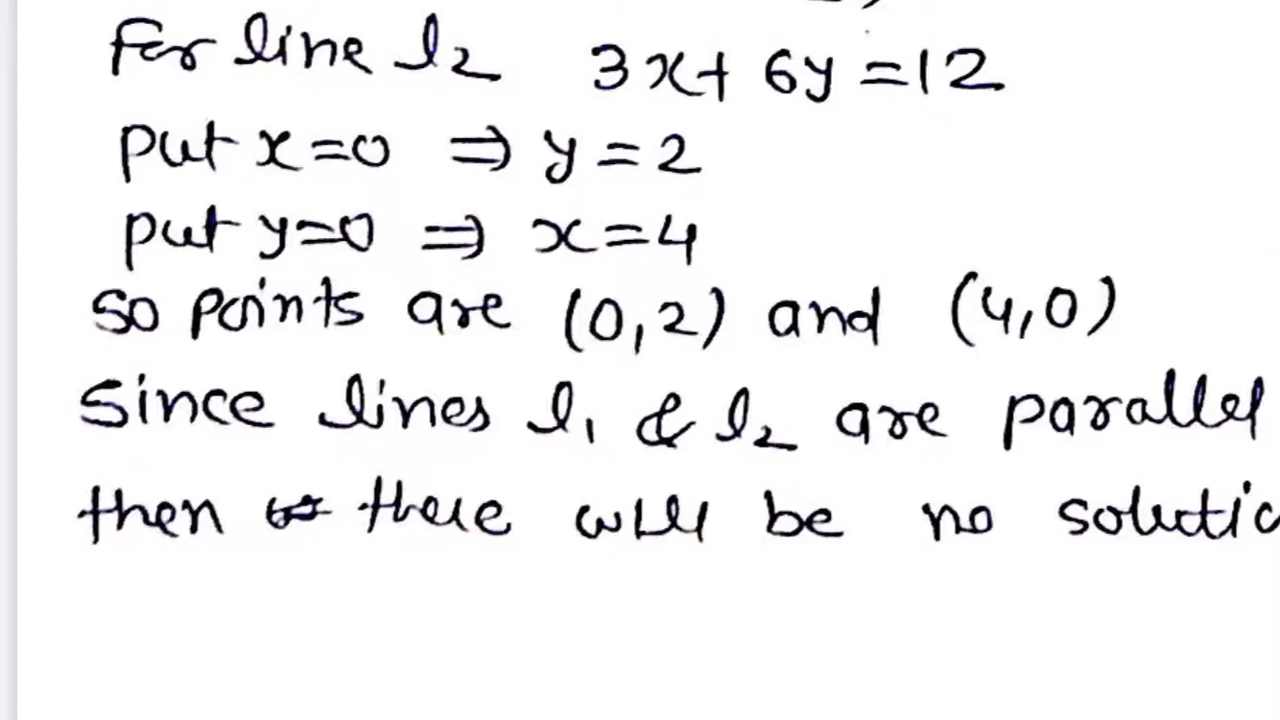 For line l2 3x + 6y = 12
put x=0 ⇒ y = 2
put y=0 ⇒ x=4
so points are (0,2) and (4,0)
Since lines l1 & l2 are parallel
then there will be no solutio